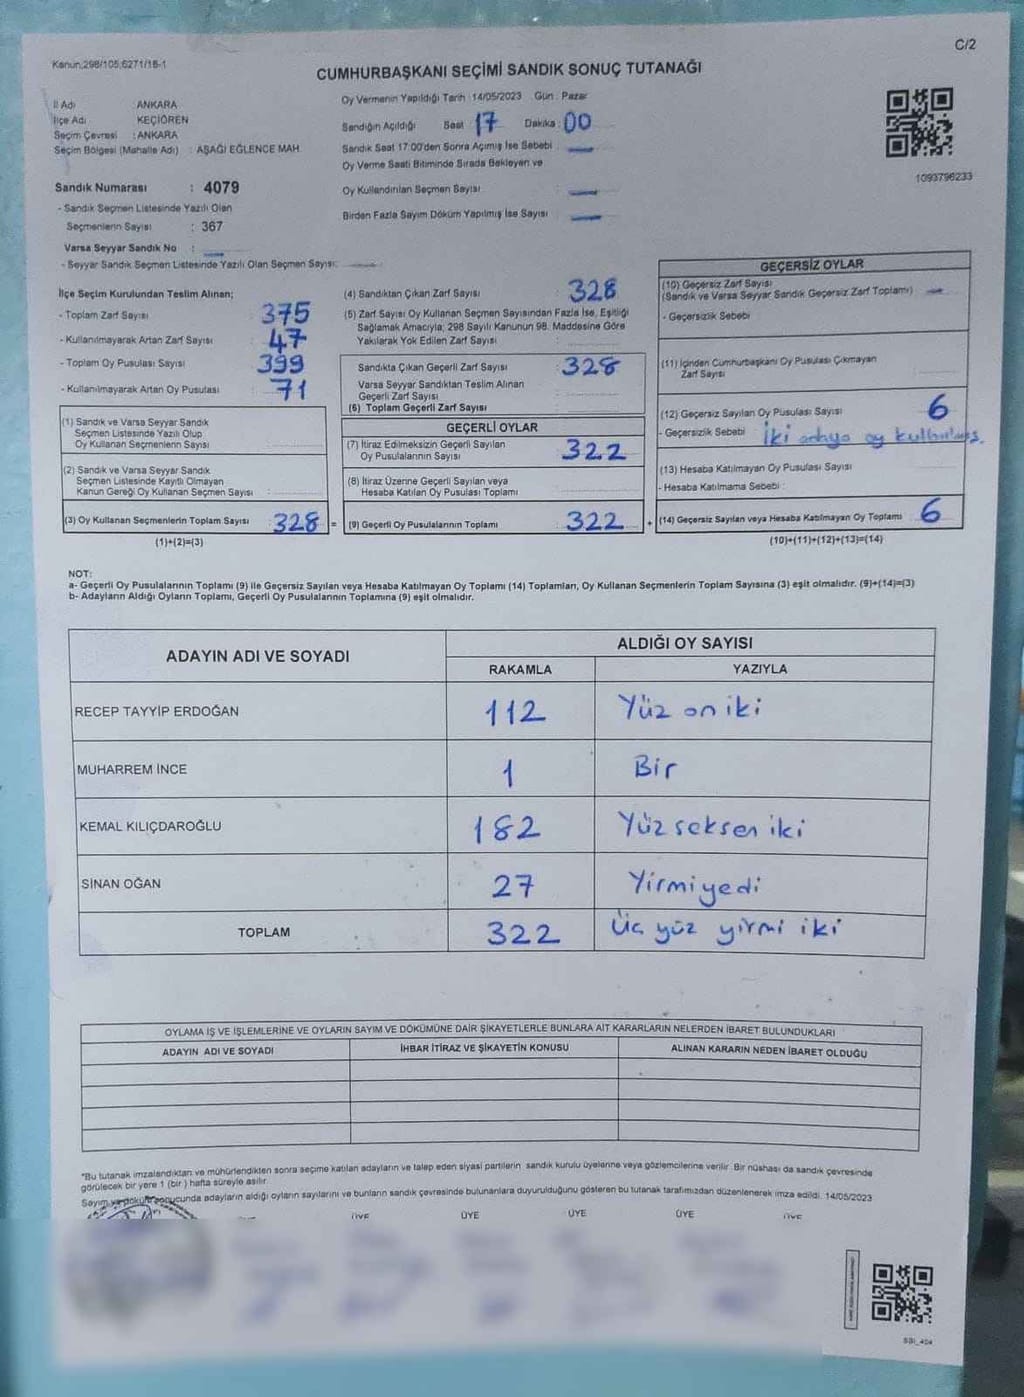 C/2
Kanun;298/105;6271/18-1
CUMHURBAŞKANI SEÇİMİ SANDIK SONUÇ TUTANAĞI
İl Adı ANKARA
İlçe Adı KEÇİÖREN
Seçim Çevresi : ANKARA
Seçim Bölgesi (Mahalle Adı) : AŞAĞI EĞLENCE MAH.
Sandık Numarası : 4079
- Sandık Seçmen Listesinde Yazılı Olan
Seçmenlerin Sayısı : 367
Varsa Seyyar Sandık No :
- Seyyar Sandık Seçmen Listesinde Yazılı Olan Seçmen Sayısı:
Oy Vermenin Yapıldığı Tarih :14/05/2023 Gün : Pazar
Sandığın Açıldığı Saat 17 Dakika : 00
Sandık Saat 17:00'den Sonra Açılmış İse Sebebi :
Oy Verme Saati Bitiminde Sırada Bekleyen ve
Oy Kullandırılan Seçmen Sayısı :
Birden Fazla Sayım Döküm Yapılmış İse Sayısı :
1093796233
İlçe Seçim Kurulundan Teslim Alınan;
- Toplam Zarf Sayısı : 375
- Kullanılmayarak Artan Zarf Sayısı : 47
- Toplam Oy Pusulası Sayısı : 399
- Kullanılmayarak Artan Oy Pusulası : 71
(1) Sandık ve Varsa Seyyar Sandık
Seçmen Listesinde Yazılı Olup
Oy Kullanan Seçmenlerin Sayısı :
(2) Sandık ve Varsa Seyyar Sandık
Seçmen Listesinde Kayıtlı Olmayan
Kanun Gereği Oy Kullanan Seçmen Sayısı :
(3) Oy Kullanan Seçmenlerin Toplam Sayısı : 328 =
(1)+(2)=(3)
(4) Sandıktan Çıkan Zarf Sayısı : 328
(5) Zarf Sayısı Oy Kullanan Seçmen Sayısından Fazla İse, Eşitliği
Sağlamak Amacıyla; 298 Sayılı Kanunun 98. Maddesine Göre
Yakılarak Yok Edilen Zarf Sayısı :
Sandıkta Çıkan Geçerli Zarf Sayısı : 328
Varsa Seyyar Sandıktan Teslim Alınan
Geçerli Zarf Sayısı :
(6) Toplam Geçerli Zarf Sayısı :
GEÇERLİ OYLAR
(7) İtiraz Edilmeksizin Geçerli Sayılan
Oy Pusulalarının Sayısı : 322
(8) İtiraz Üzerine Geçerli Sayılan veya
Hesaba Katılan Oy Pusulası Toplamı :
(9) Geçerli Oy Pusulalarının Toplamı : 322 +
GEÇERSİZ OYLAR
(10) Geçersiz Zarf Sayısı
(Sandık ve Varsa Seyyar Sandık Geçersiz Zarf Toplamı) :
- Geçersizlik Sebebi :
(11) İçinden Cumhurbaşkanı Oy Pusulası Çıkmayan
Zarf Sayısı :
(12) Geçersiz Sayılan Oy Pusulası Sayısı : 6
- Geçersizlik Sebebi : İki adaya oy kullanılmış.
(13) Hesaba Katılmayan Oy Pusulası Sayısı :
- Hesaba Katılmama Sebebi :
(14) Geçersiz Sayılan veya Hesaba Katılmayan Oy Toplamı : 6
(10)+(11)+(12)+(13)=(14)
NOT:
a- Geçerli Oy Pusulalarının Toplamı (9) ile Geçersiz Sayılan veya Hesaba Katılmayan Oy Toplamı (14) Toplamları, Oy Kullanan Seçmenlerin Toplam Sayısına (3) eşit olmalıdır. (9)+(14)=(3)
b- Adayların Aldığı Oyların Toplamı, Geçerli Oy Pusulalarının Toplamına (9) eşit olmalıdır.
ADAYIN ADI VE SOYADI ALDIĞI OY SAYISI
RAKAMLA YAZIYLA
RECEP TAYYİP ERDOĞAN 112 Yüz on iki
MUHARREM İNCE 1 Bir
KEMAL KILIÇDAROĞLU 182 Yüz seksen iki
SİNAN OĞAN 27 Yirmiyedi
TOPLAM 322 Üç yüz yirmi iki
OYLAMA İŞ VE İŞLEMLERİNE VE OYLARIN SAYIM VE DÖKÜMÜNE DAİR ŞİKAYETLERLE BUNLARA AİT KARARLARIN NELERDEN İBARET BULUNDUKLARI
ADAYIN ADI VE SOYADI İHBAR İTİRAZ VE ŞİKAYETİN KONUSU ALINAN KARARIN NEDEN İBARET OLDUĞU
"Bu tutanak imzalandıktan ve mühürlendikten sonra seçime katılan adayların ve talep eden siyasi partilerin sandık kurulu üyelerine veya gözlemcilerine verilir. Bir nüshası da sandık çevresinde
görülecek bir yere 1 (bir) hafta süreyle asılır.
Sayım ve döküm sonucunda adayların aldığı oyların sayılarını ve bunların sandık çevresinde bulunanlara duyurulduğunu gösteren bu tutanak tarafımızdan düzenlenerek imza edildi. 14/05/2023
ÜYE ÜYE ÜYE ÜYE ÜYE
SSI_404